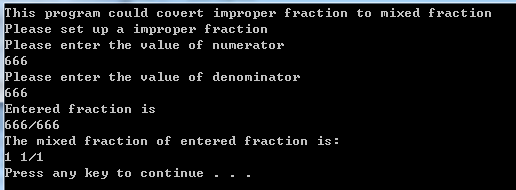 This program could covert improper fraction to mixed fraction
Please set up a improper fraction
Please enter the value of numerator
666
Please enter the value of denominator
666
Entered fraction is
666/666
The mixed fraction of entered fraction is:
1 1/1
Press any key to continue . . .